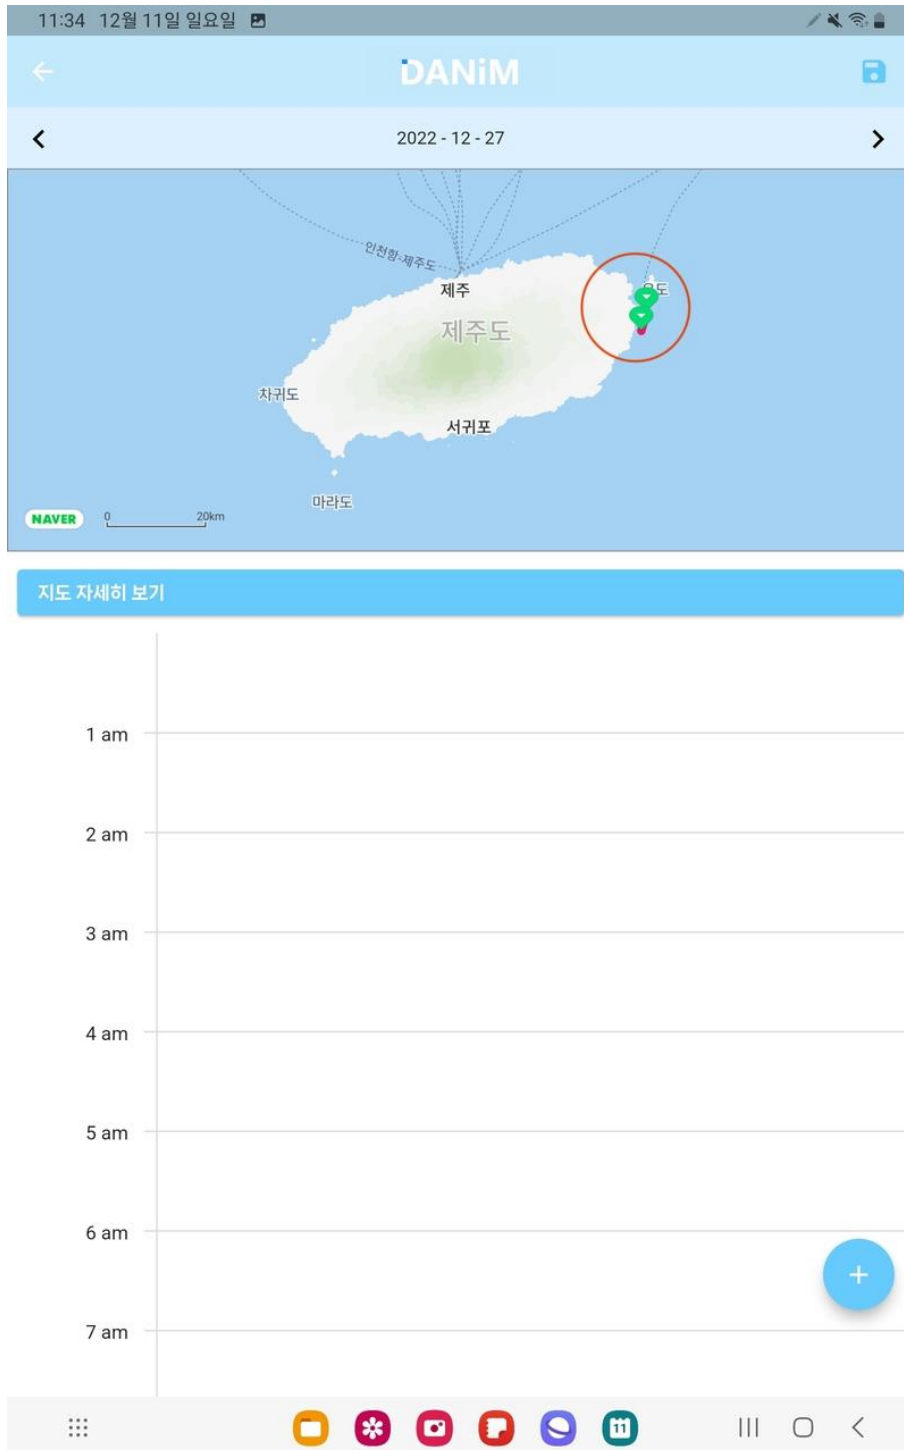 11:34 12월 11일 일요일
DANiM
2022 - 12 - 27
인천항-제주도
제주
제주도
차귀도
서귀포
마라도
NAVER 0 20km
지도 자세히 보기
1 am
2 am
3 am
4 am
5 am
6 am
+
7 am
11